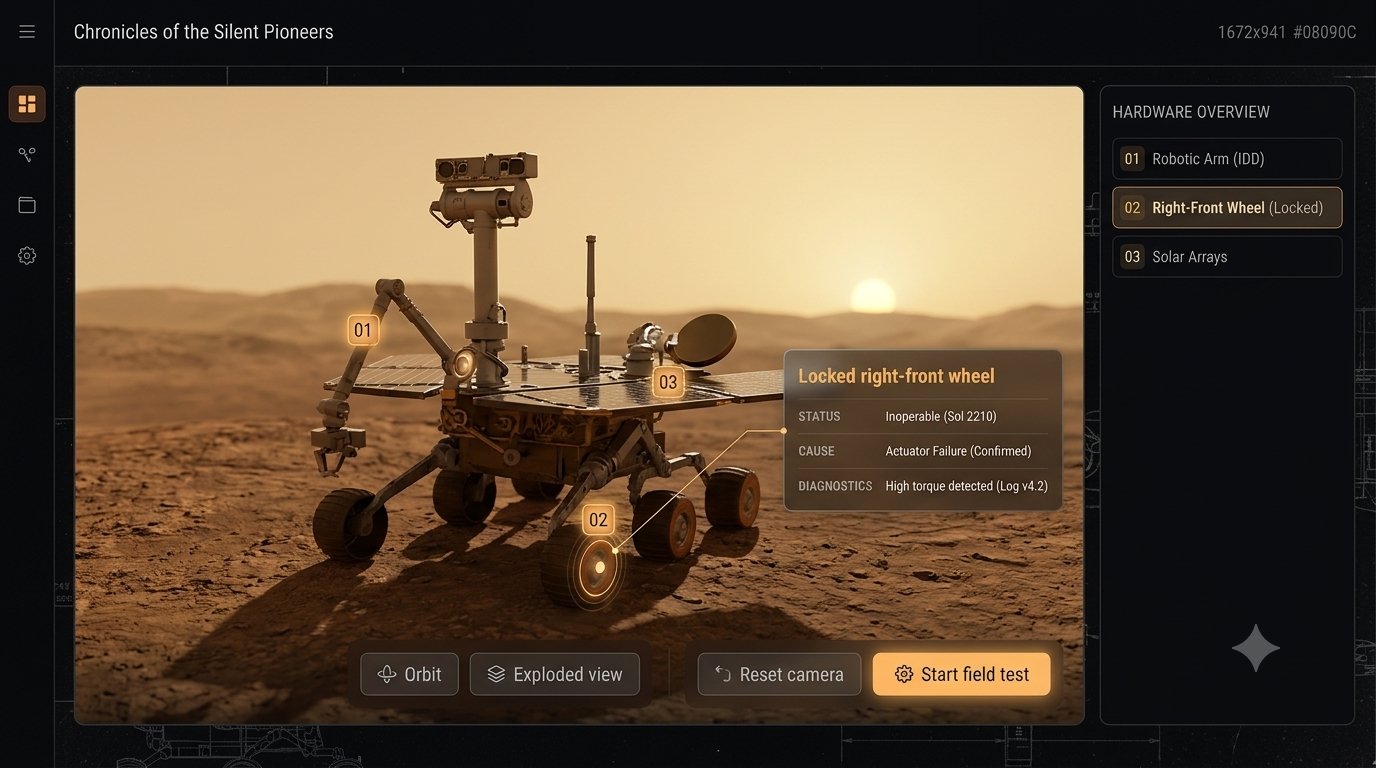 Chronicles of the Silent Pioneers
1672x941 #08090C
HARDWARE OVERVIEW
01 Robotic Arm (IDD)
02 Right-Front Wheel (Locked)
03 Solar Arrays
01
03
02
Locked right-front wheel
STATUS Inoperable (Sol 2210)
CAUSE Actuator Failure (Confirmed)
DIAGNOSTICS High torque detected (Log v4.2)
Orbit
Exploded view
Reset camera
Start field test